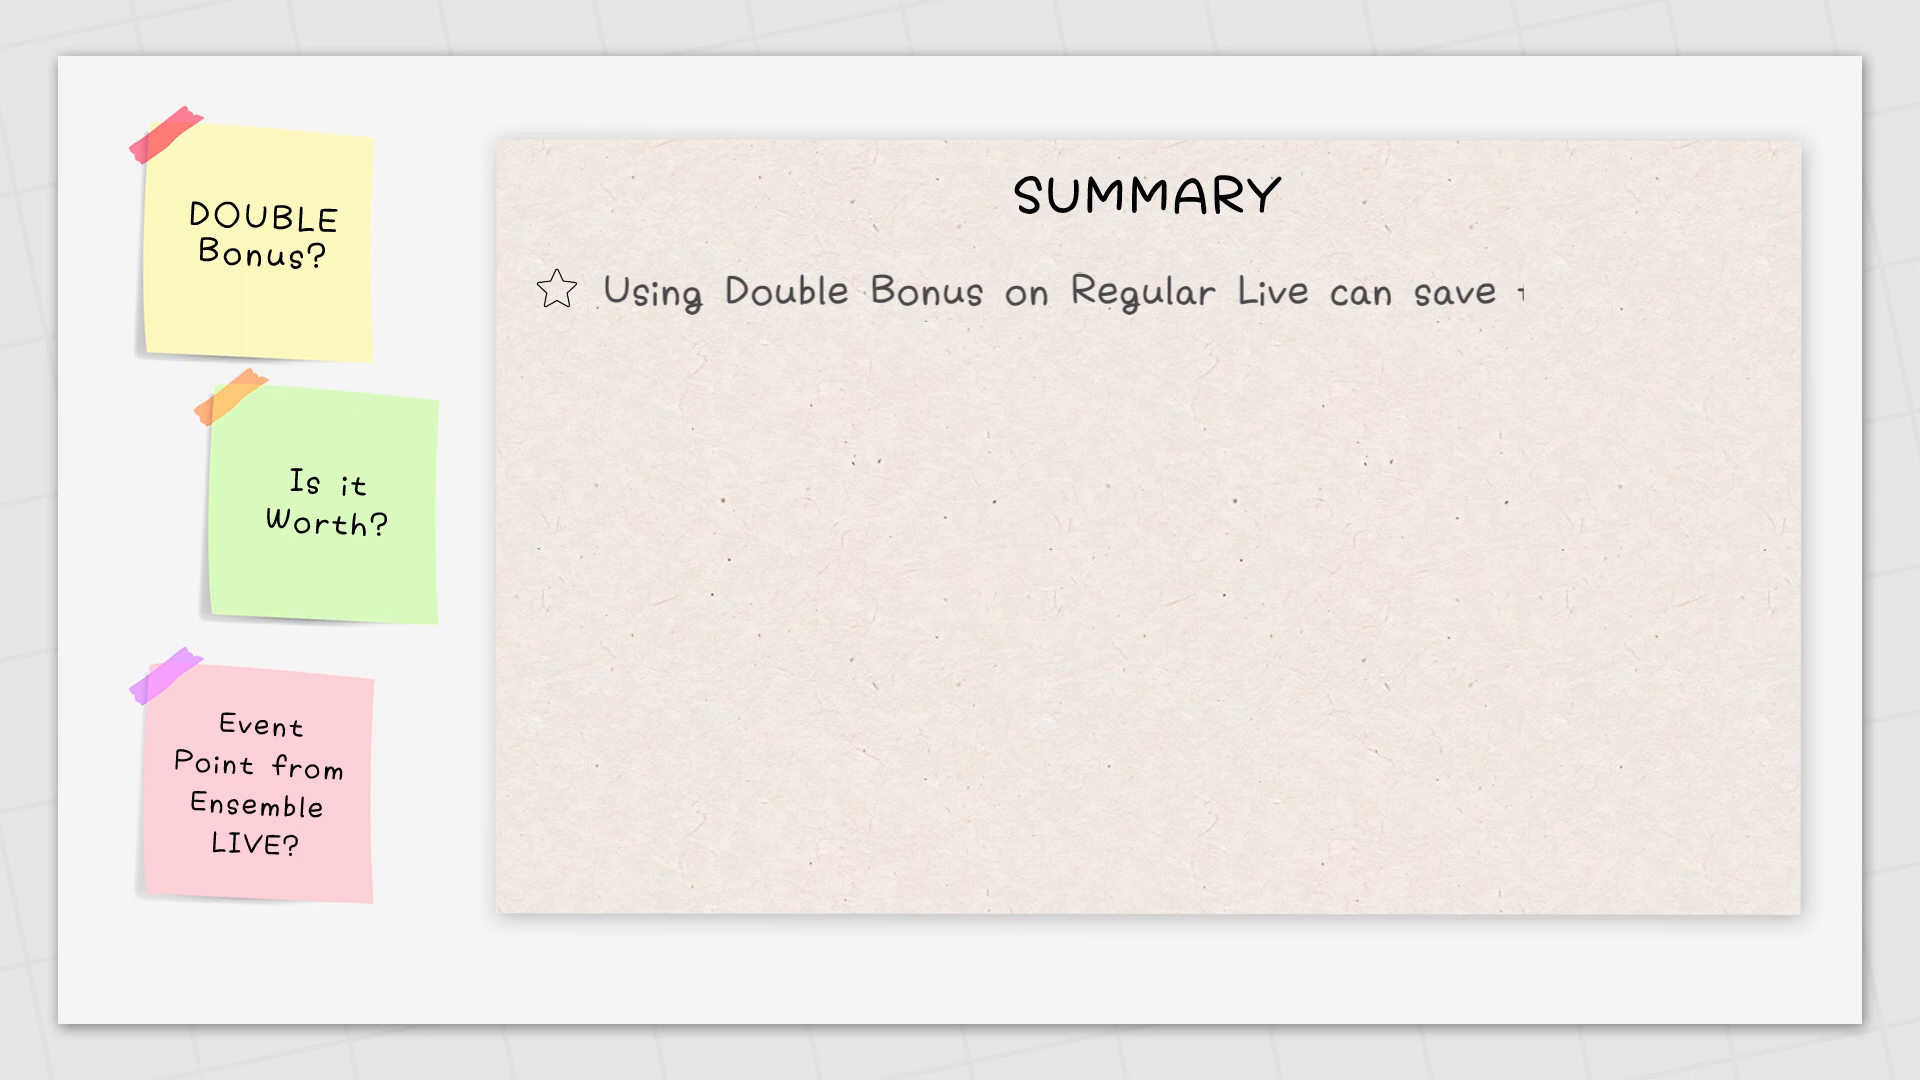 DOUBLE
Bonus?
Is it
Worth?
Event
Point from
Ensemble
LIVE?
SUMMARY
Using Double Bonus on Regular Live can save